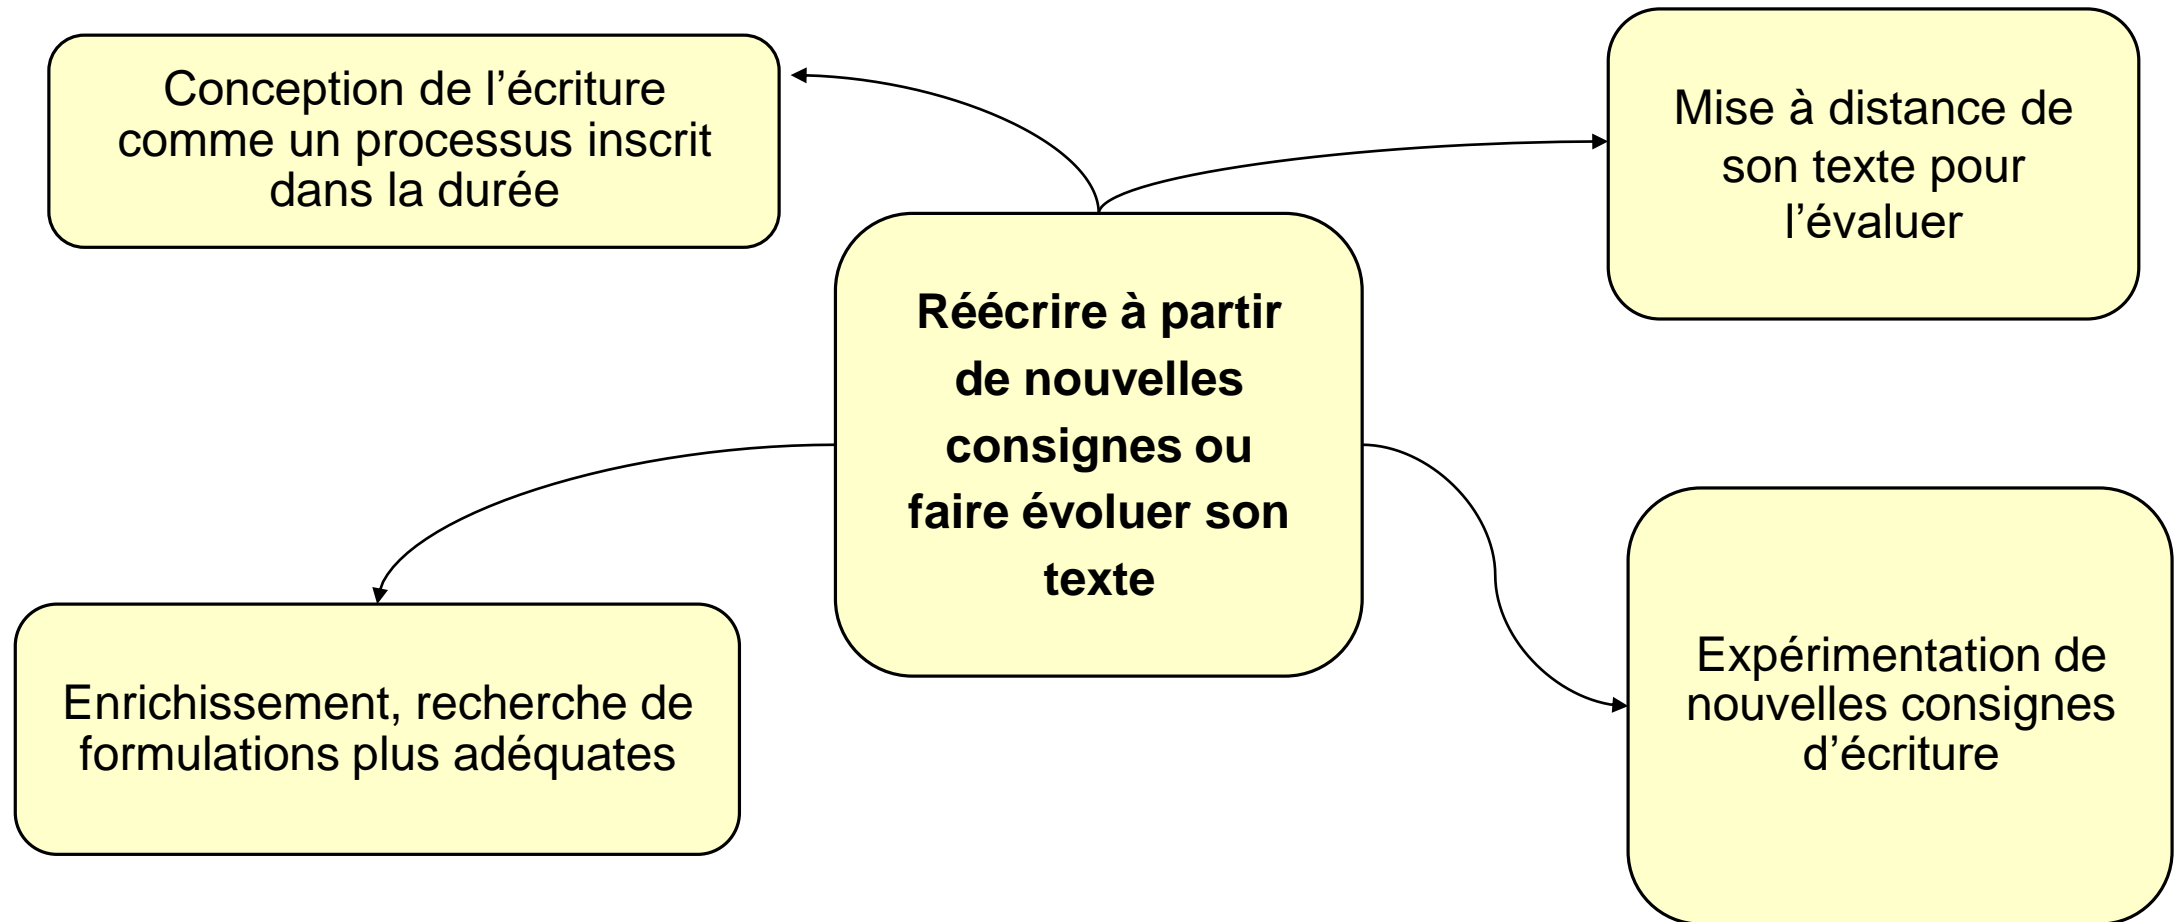 Conception de l’écriture
comme un processus inscrit
dans la durée
Mise à distance de
son texte pour
l’évaluer
Réécrire à partir
de nouvelles
consignes ou
faire évoluer son
texte
Enrichissement, recherche de
formulations plus adéquates
Expérimentation de
nouvelles consignes
d’écriture